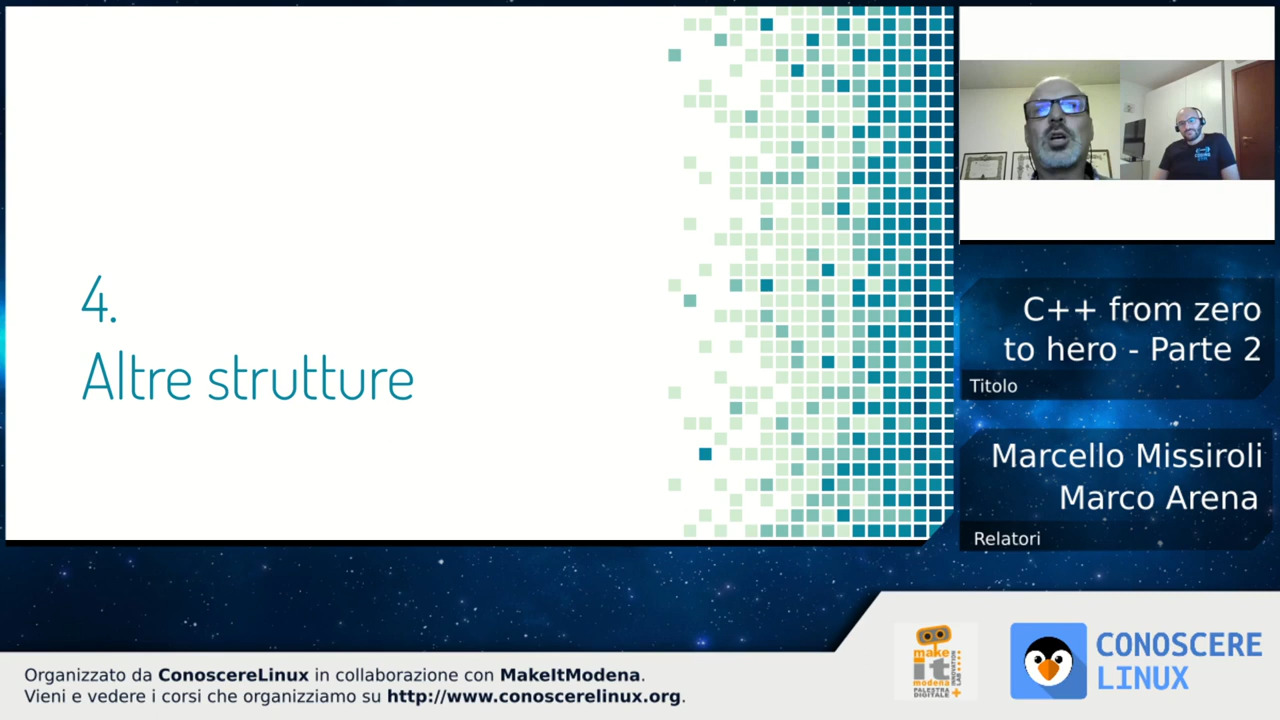 4.
Altre strutture
C++ from zero
to hero - Parte 2
Titolo
Marcello Missiroli
Marco Arena
Relatori
Organizzato da ConoscereLinux in collaborazione con MakeItModena.
Vieni e vedere i corsi che organizziamo su http://www.conoscerelinux.org.
make
it
modena
PALESTRA
DIGITALE
INNOVATION
LAB
CONOSCERE
LINUX